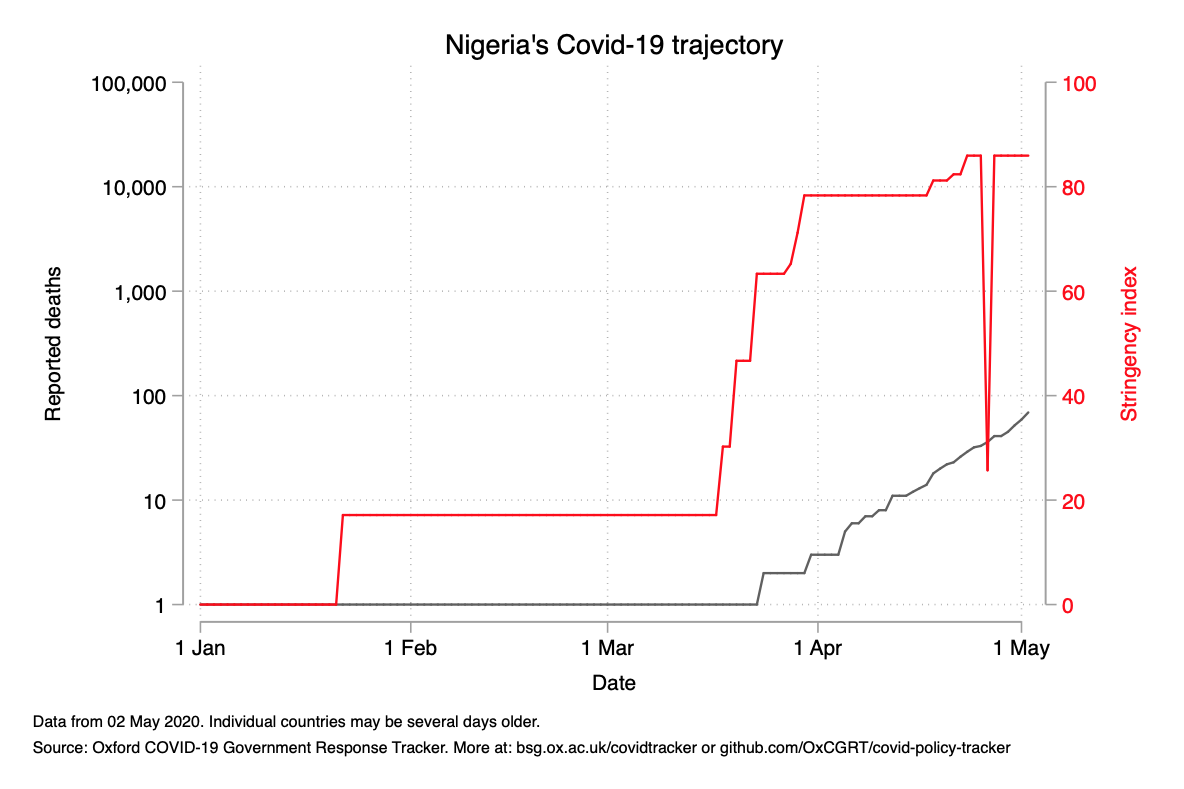 Nigeria's Covid-19 trajectory
100,000
10,000
1,000
100
10
1
Reported deaths
100
80
60
40
20
0
Stringency index
1 Jan
1 Feb
1 Mar
1 Apr
1 May
Date
Data from 02 May 2020. Individual countries may be several days older.
Source: Oxford COVID-19 Government Response Tracker. More at: bsg.ox.ac.uk/covidtracker or github.com/OxCGRT/covid-policy-tracker